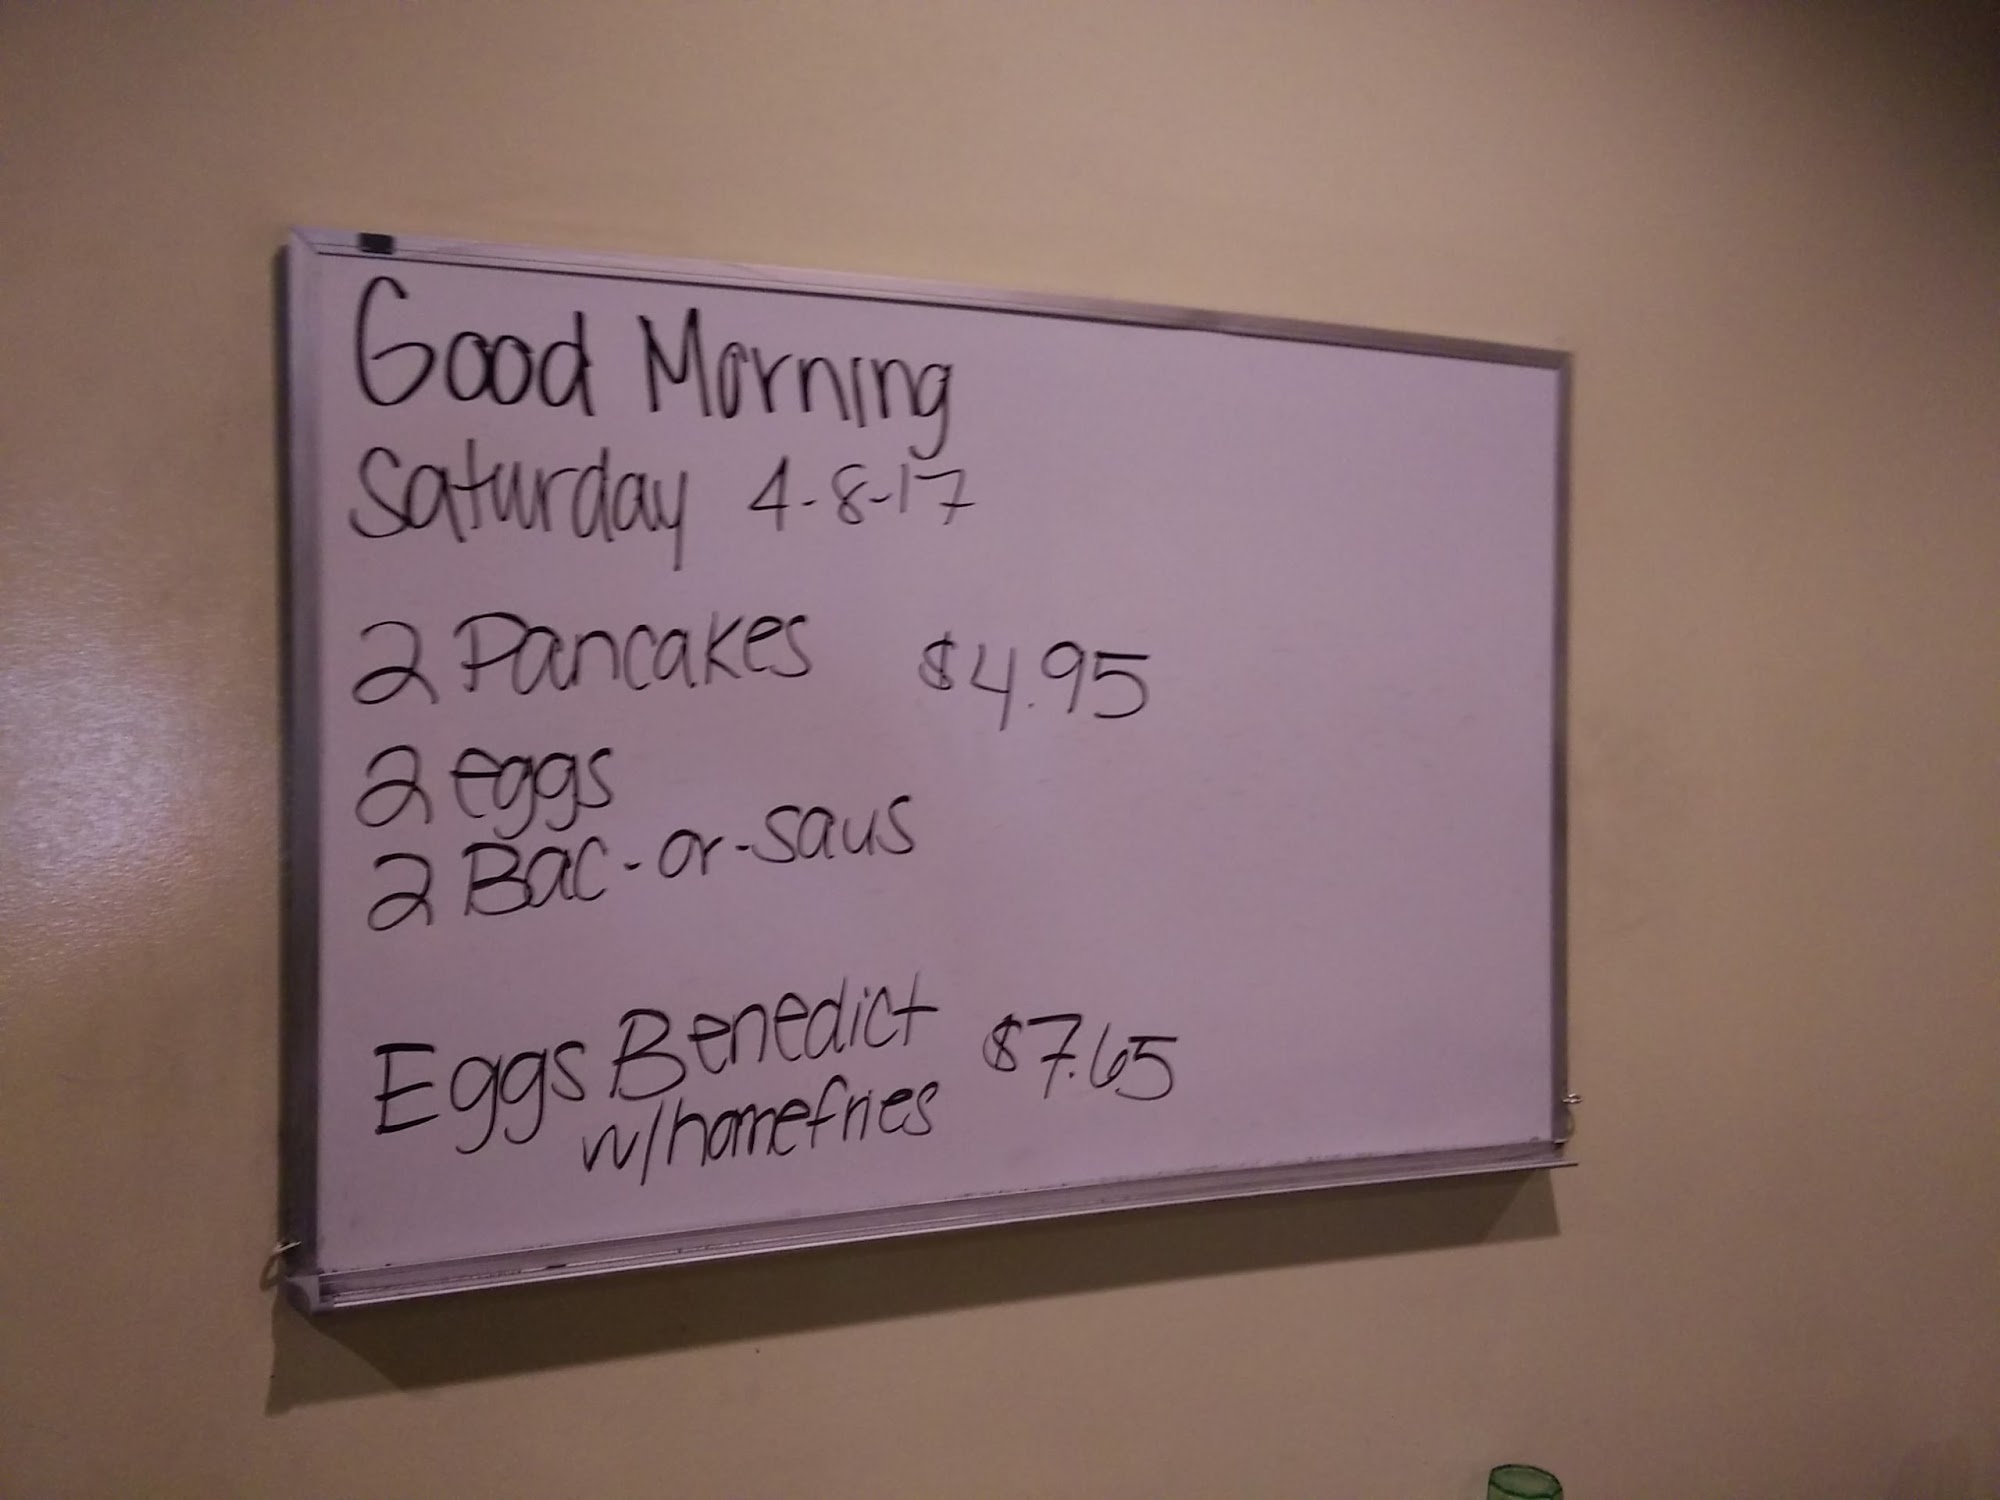 Good Morning
Saturday 4-8-17
2 Pancakes $4.95
2 eggs
2 Bac-or-saus
Eggs Benedict $7.65
w/homefries